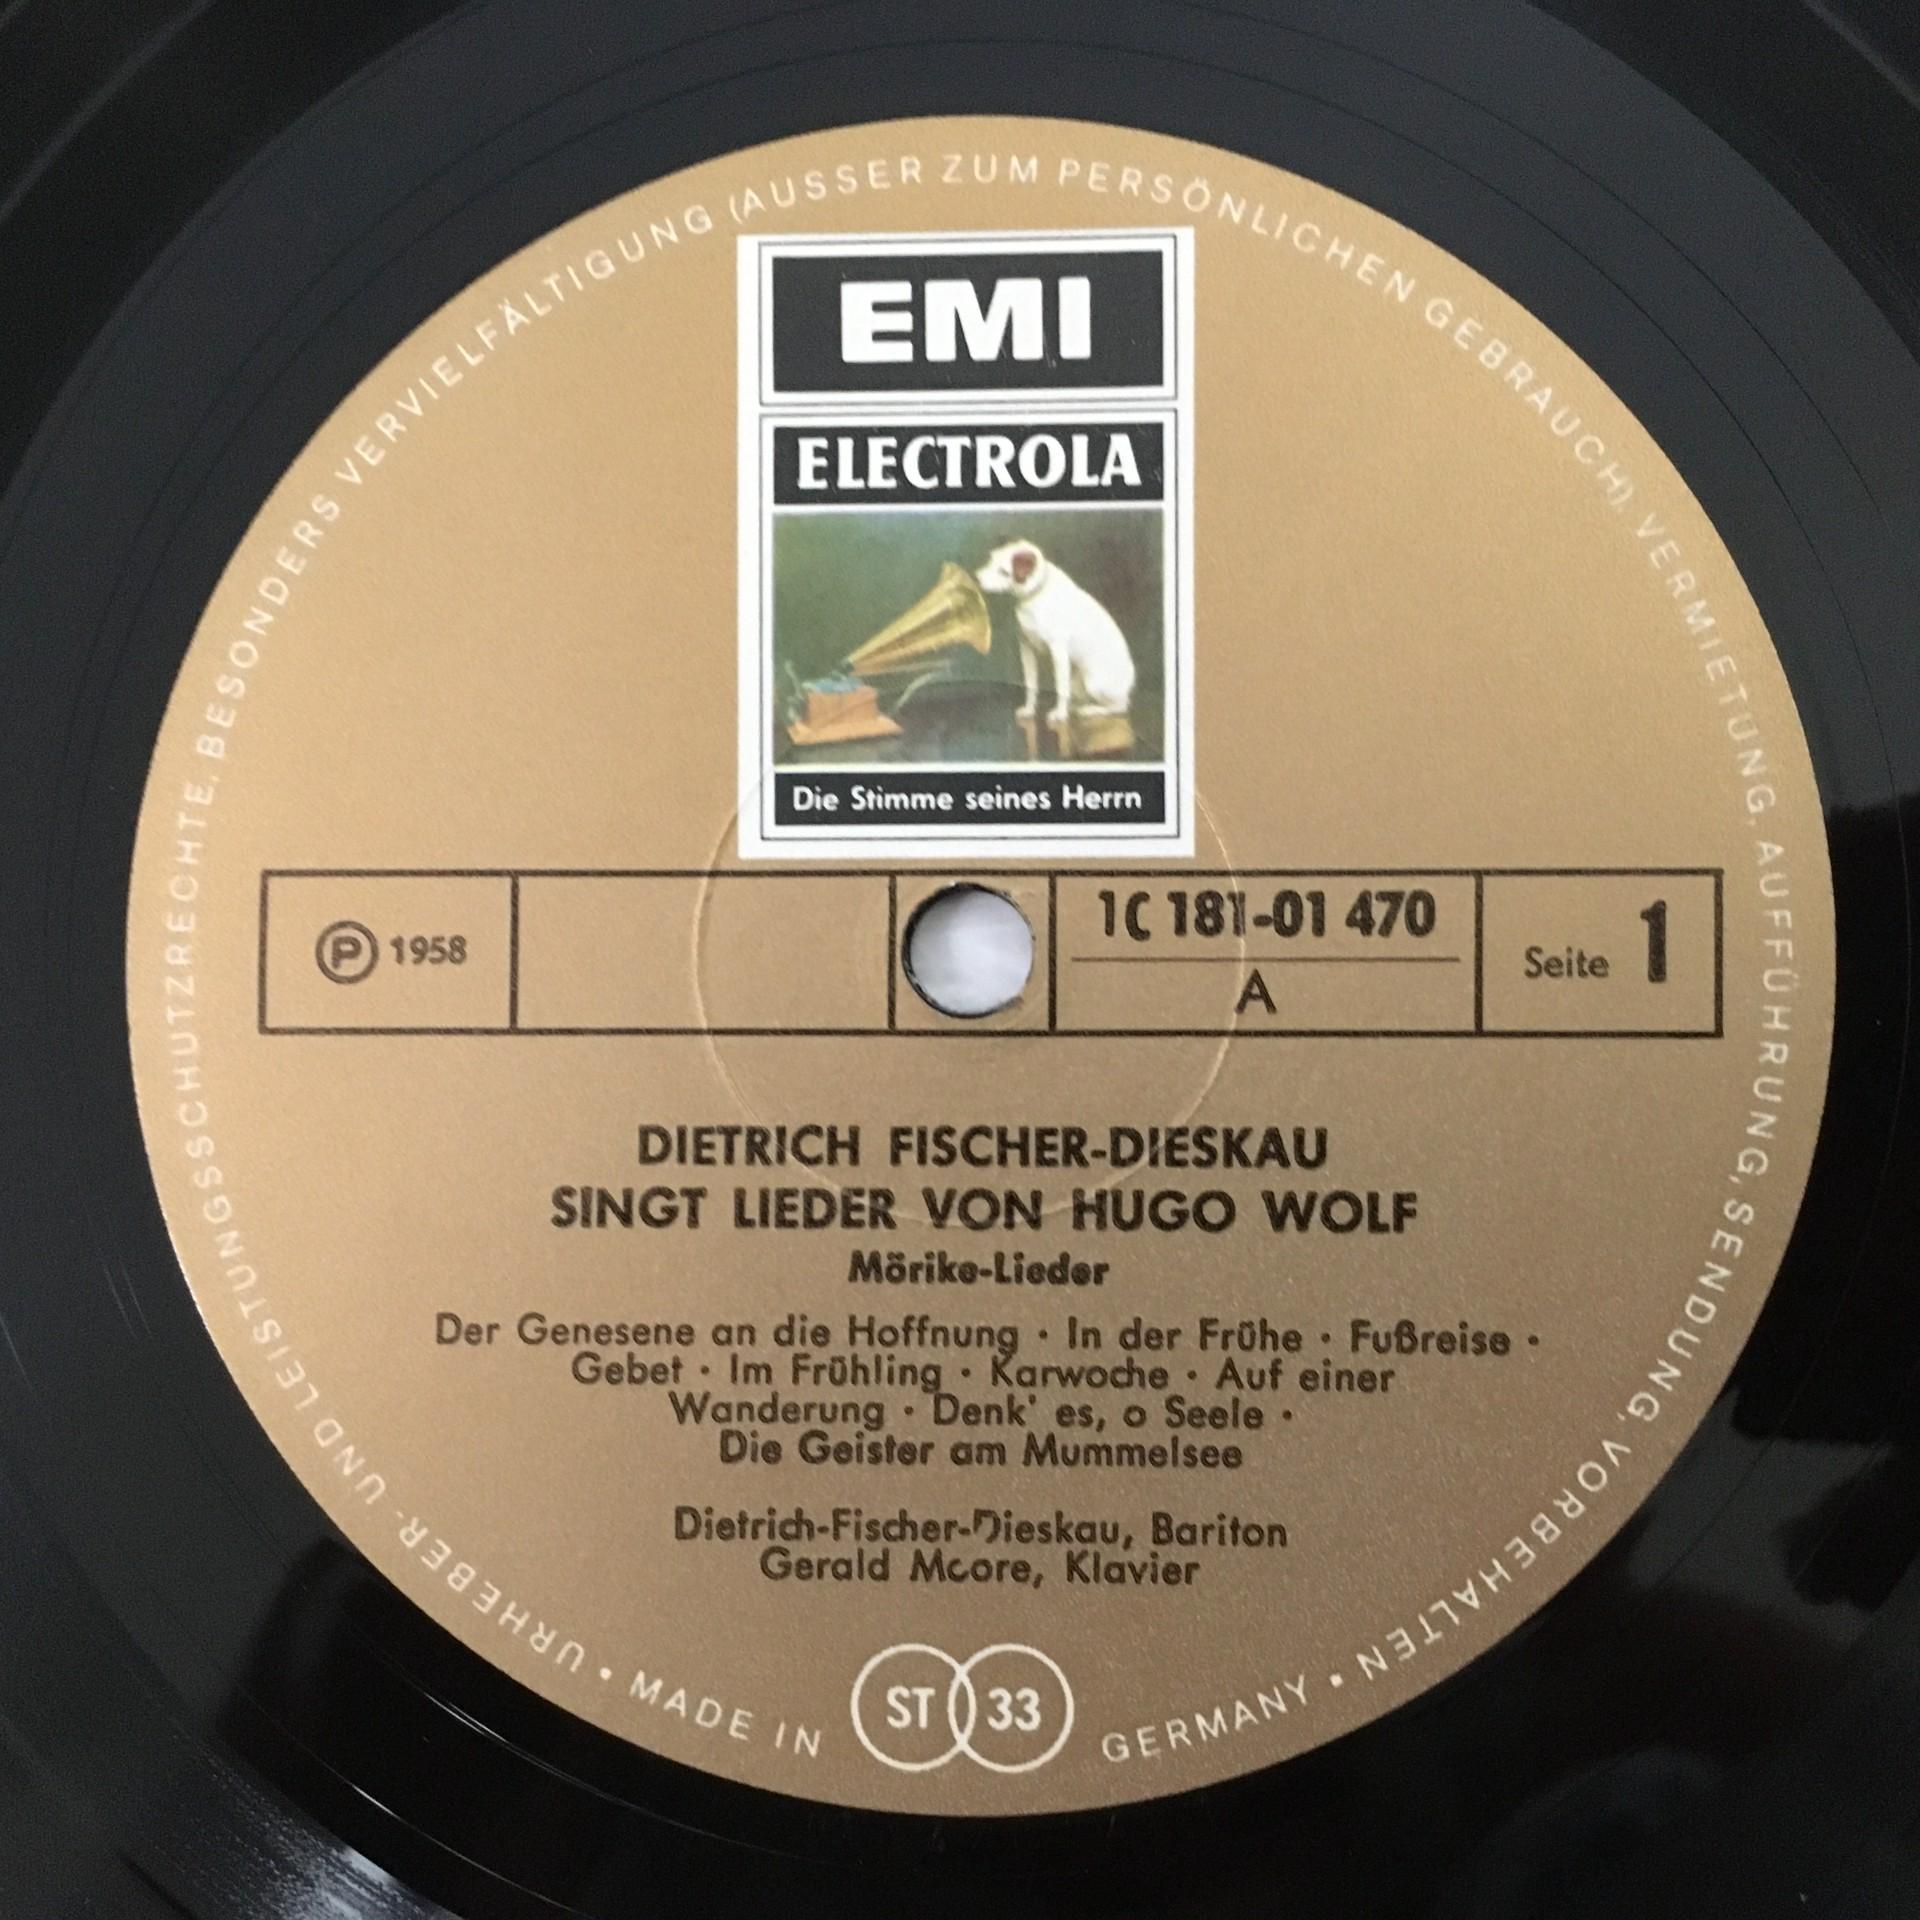 EMI
ELECTROLA
Die Stimme seines Herrn
℗ 1958
1C 181-01 470
A
Seite 1
DIETRICH FISCHER-DIESKAU
SINGT LIEDER VON HUGO WOLF
Mörike-Lieder
Der Genesene an die Hoffnung · In der Frühe · Fußreise ·
Gebet · Im Frühling · Karwoche · Auf einer
Wanderung · Denk' es, o Seele ·
Die Geister am Mummelsee
Dietrich-Fischer-Dieskau, Bariton
Gerald Moore, Klavier
ST 33
URHEBER- UND LEISTUNGSSCHUTZRECHTE, BESONDERS VERVIELFÄLTIGUNG (AUSSER ZUM PERSÖNLICHEN GEBRAUCH), VERMIETUNG, AUFFÜHRUNG, SENDUNG, VORBEHALTEN •
MADE IN GERMANY •